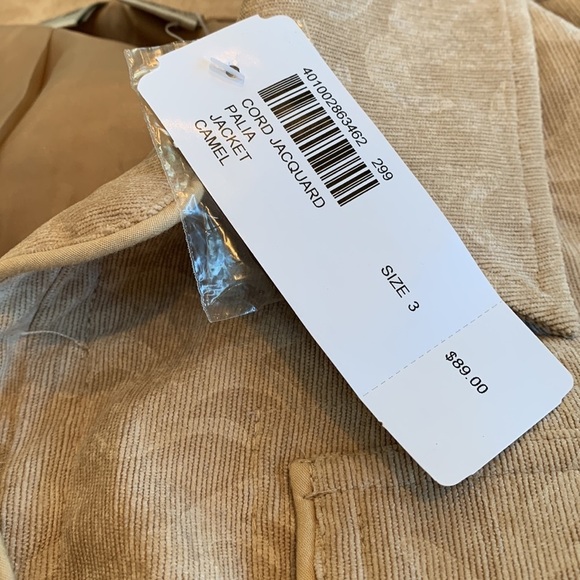 401002863462 299
CORD JACQUARD
PALIA
JACKET
CAMEL
SIZE 3
$89.00